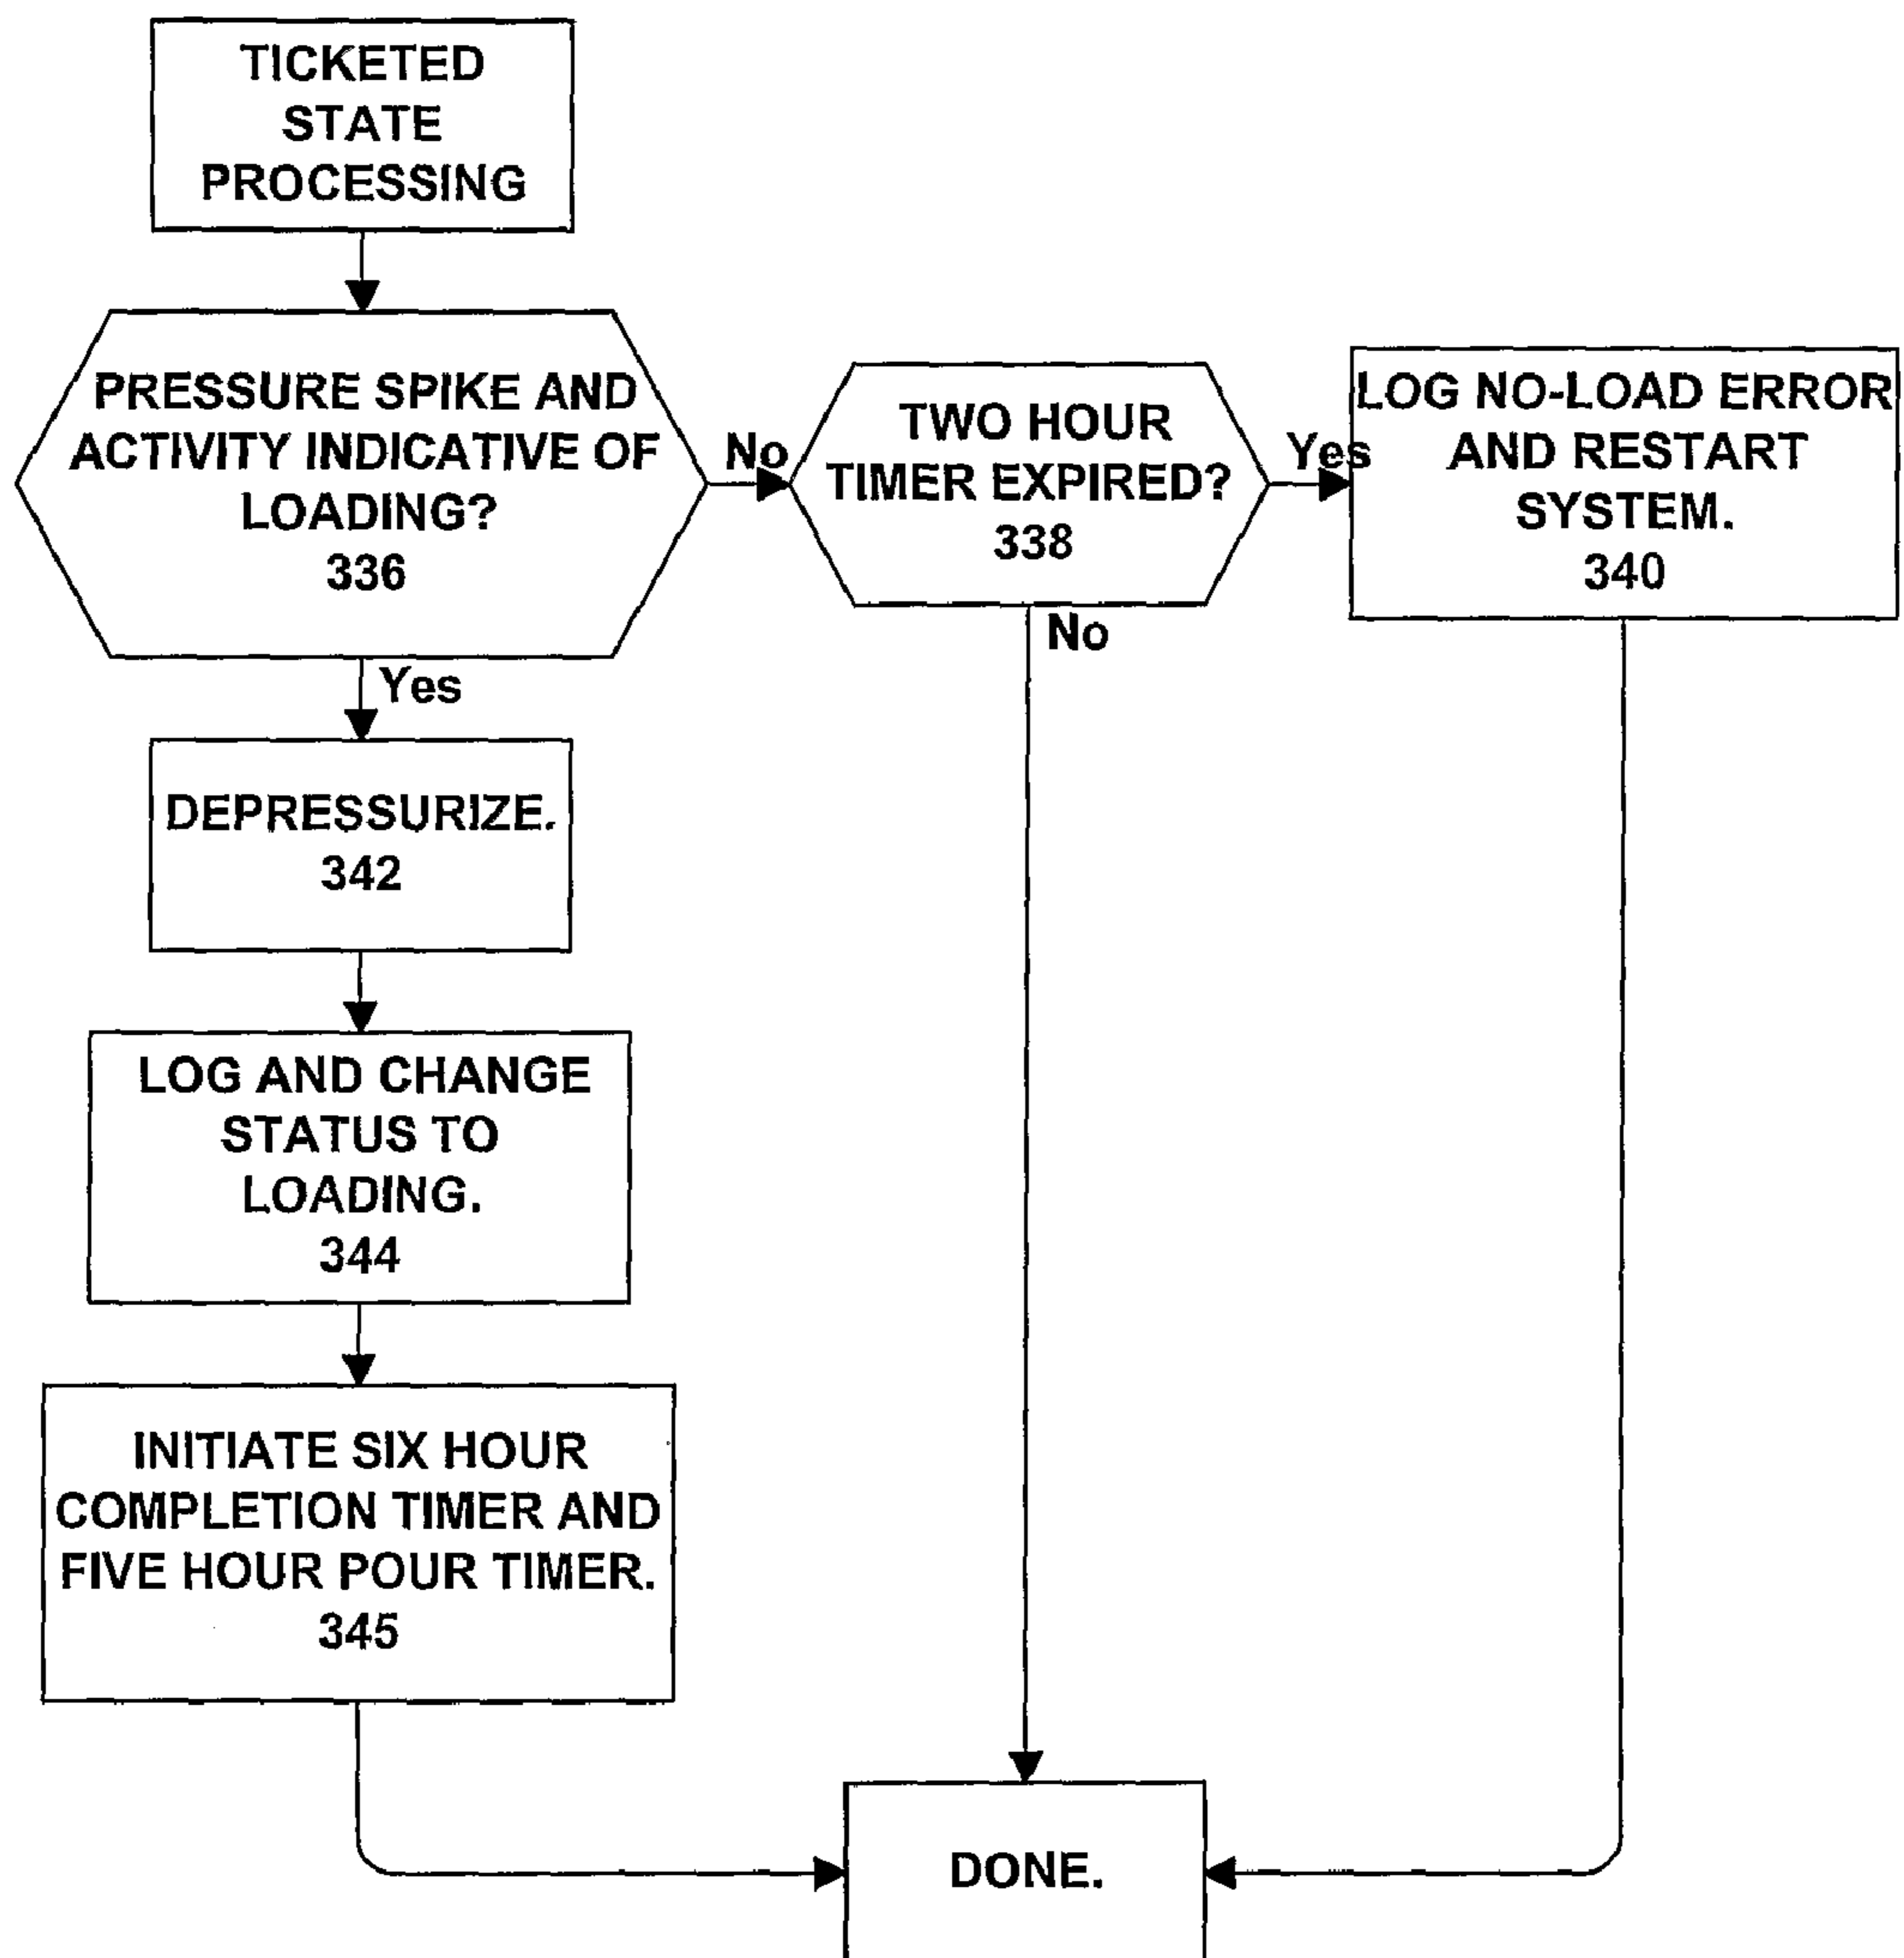 TICKETED
STATE
PROCESSING
PRESSURE SPIKE AND
ACTIVITY INDICATIVE OF
LOADING?
336
No
TWO HOUR
TIMER EXPIRED?
338
Yes
LOG NO-LOAD ERROR
AND RESTART
SYSTEM.
340
No
Yes
DEPRESSURIZE.
342
LOG AND CHANGE
STATUS TO
LOADING.
344
INITIATE SIX HOUR
COMPLETION TIMER AND
FIVE HOUR POUR TIMER.
345
DONE.